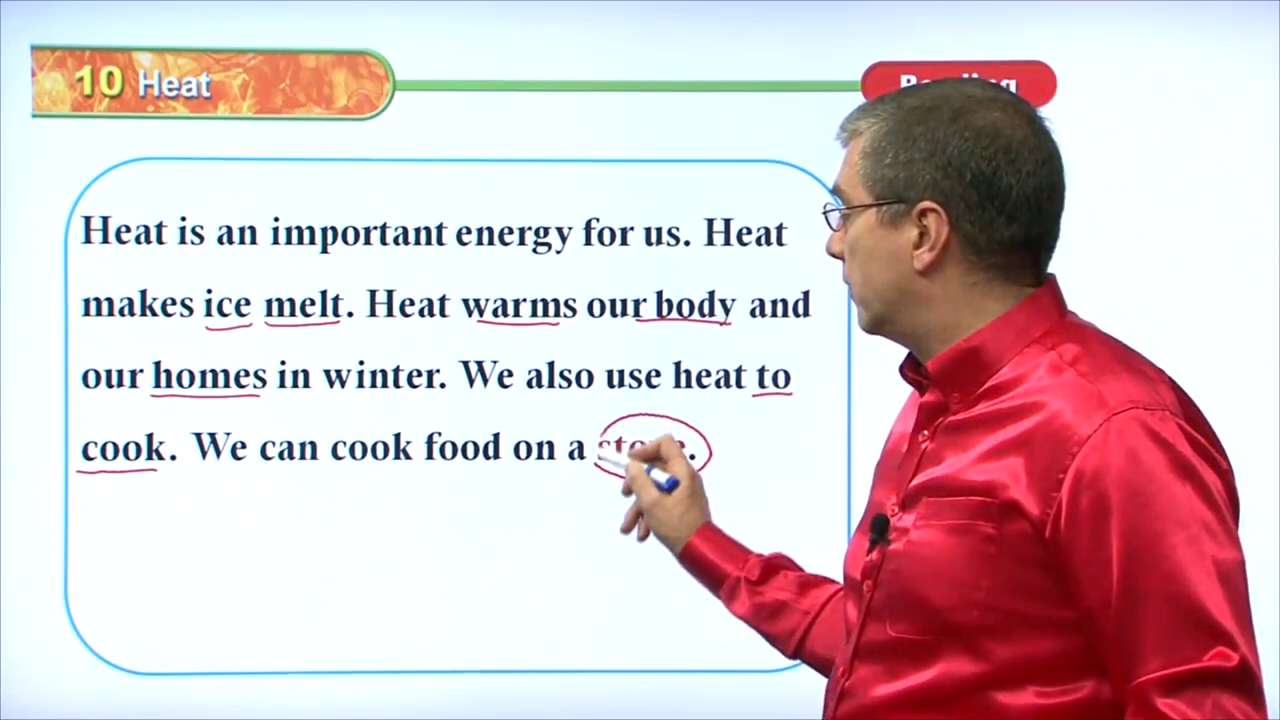 10 Heat
Heat is an important energy for us. Heat
makes ice melt. Heat warms our body and
our homes in winter. We also use heat to
cook. We can cook food on a